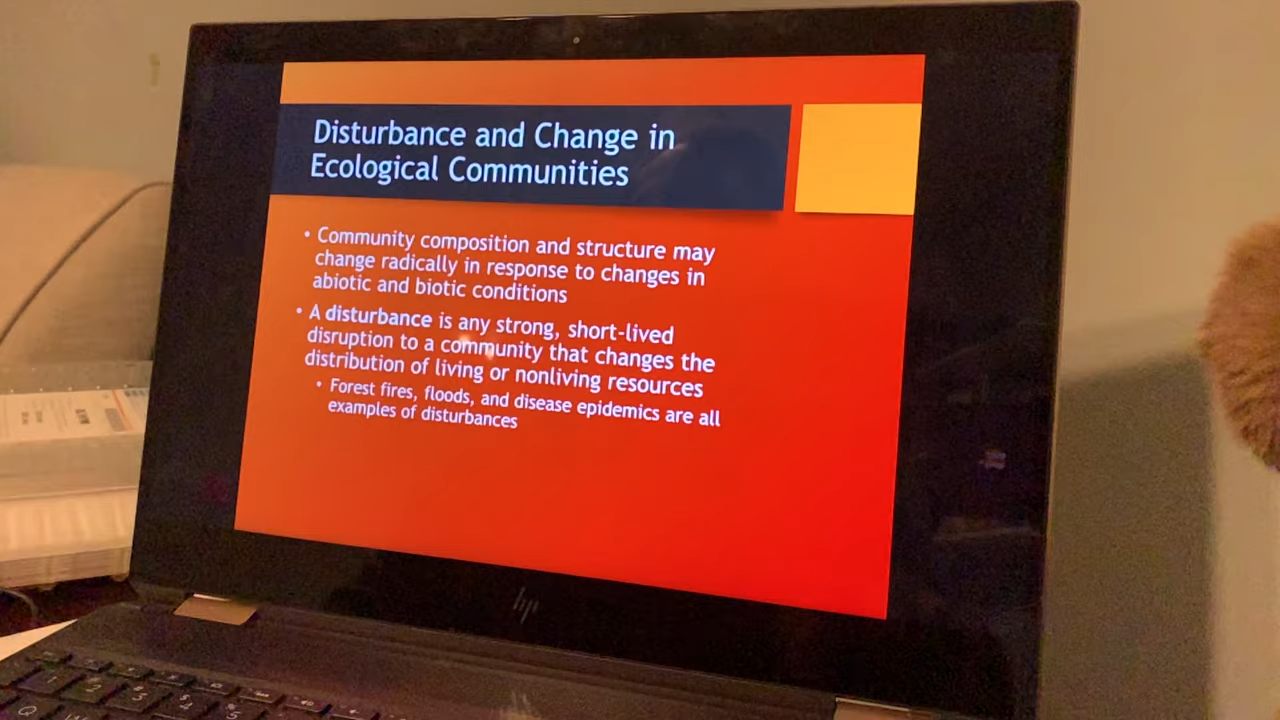 Disturbance and Change in
Ecological Communities
• Community composition and structure may
change radically in response to changes in
abiotic and biotic conditions
• A disturbance is any strong, short-lived
disruption to a community that changes the
distribution of living or nonliving resources
• Forest fires, floods, and disease epidemics are all
examples of disturbances
hp